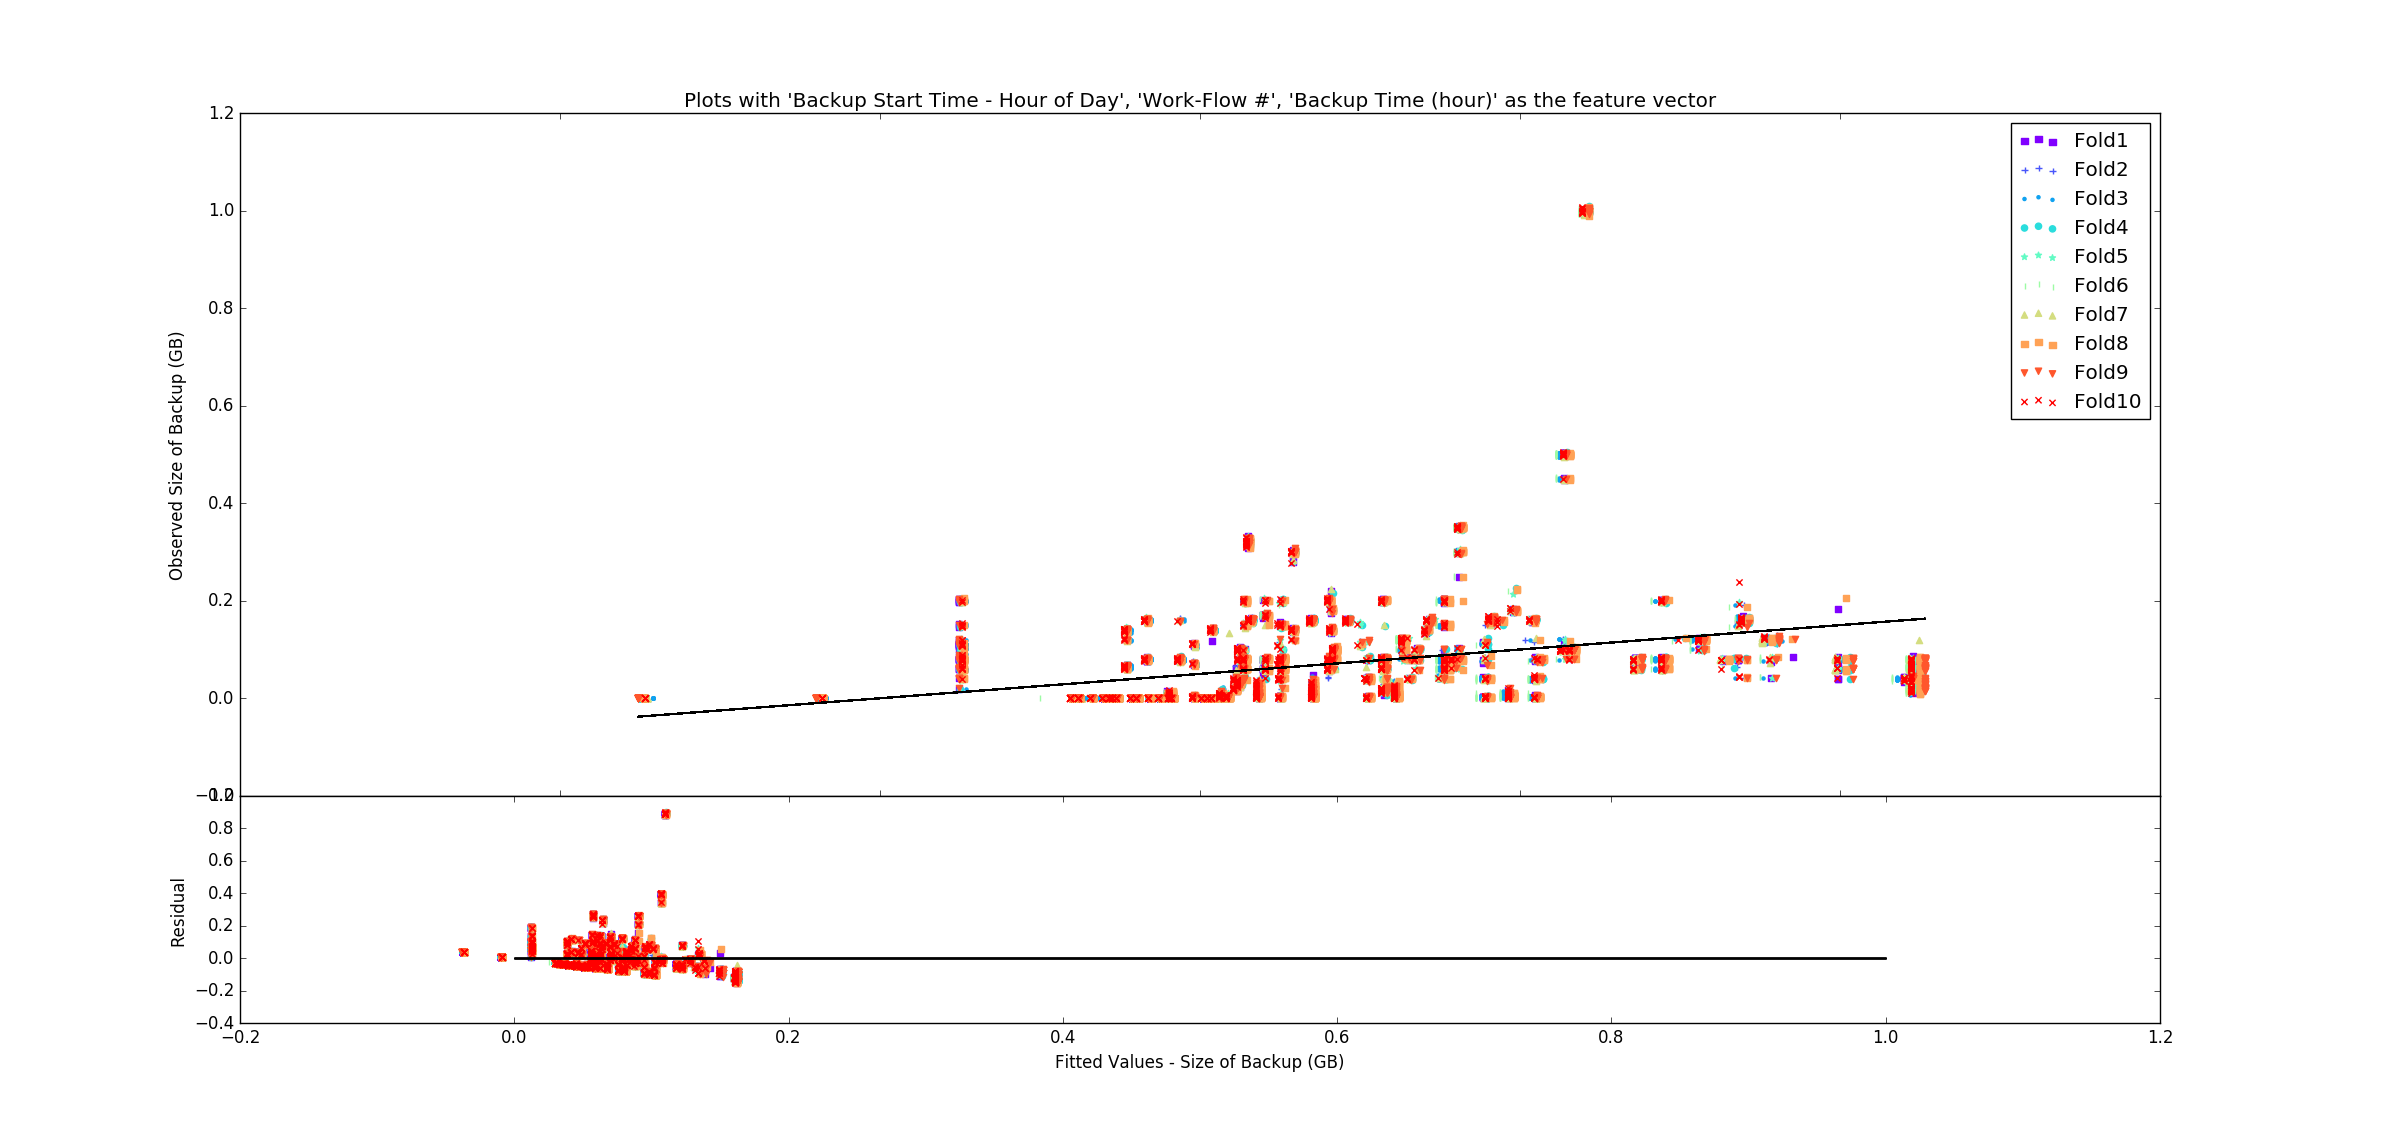 Plots with 'Backup Start Time - Hour of Day', 'Work-Flow #', 'Backup Time (hour)' as the feature vector
1.2
1.0
0.8
0.6
0.4
0.2
0.0
Observed Size of Backup (GB)
Fold1
Fold2
Fold3
Fold4
Fold5
Fold6
Fold7
Fold8
Fold9
Fold10
0.8
0.6
0.4
0.2
0.0
−0.2
−0.4
Residual
−0.2 0.0 0.2 0.4 0.6 0.8 1.0 1.2
Fitted Values - Size of Backup (GB)